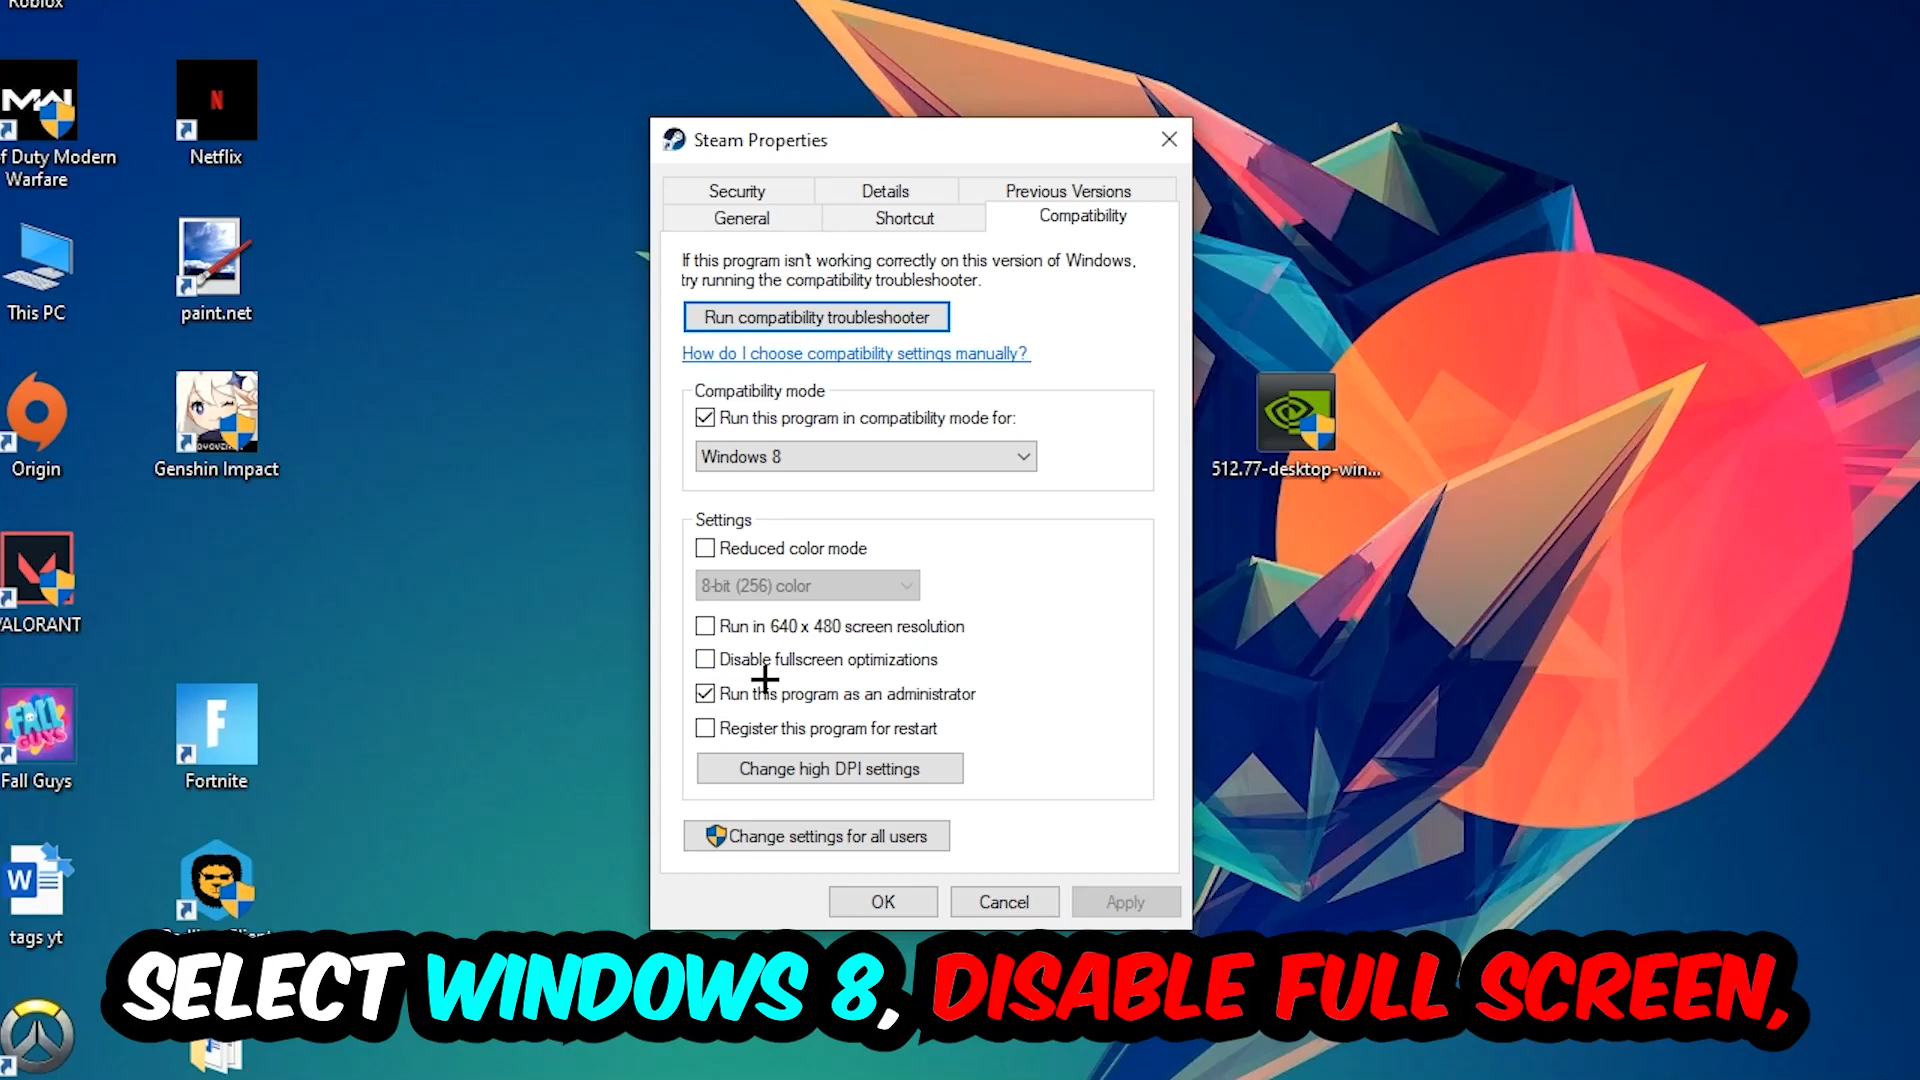 Roblox
f Duty Modern
Warfare
Netflix
This PC
paint.net
Origin
Genshin Impact
VALORANT
Fall Guys
Fortnite
tags yt
Steam Properties
Security
Details
Previous Versions
General
Shortcut
Compatibility
If this program isn't working correctly on this version of Windows,
try running the compatibility troubleshooter.
Run compatibility troubleshooter
How do I choose compatibility settings manually?
Compatibility mode
Run this program in compatibility mode for:
Windows 8
Settings
Reduced color mode
8-bit (256) color
Run in 640 x 480 screen resolution
Disable fullscreen optimizations
Run this program as an administrator
Register this program for restart
Change high DPI settings
Change settings for all users
OK
Cancel
Apply
512.77-desktop-win...
SELECT WINDOWS 8, DISABLE FULL SCREEN,